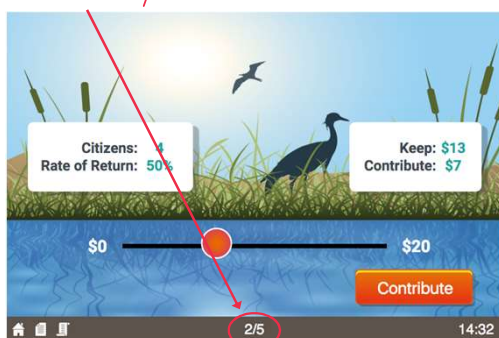 Citizens: 4
Rate of Return: 50%
Keep: $13
Contribute: $7
$0
$20
Contribute
2/5
14:32